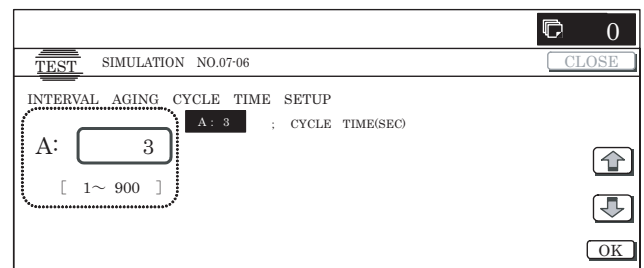 0
TEST SIMULATION NO.07-06 CLOSE
INTERVAL AGING CYCLE TIME SETUP
A: 3 ; CYCLE TIME(SEC)
A: 3
[ 1~ 900 ]
OK